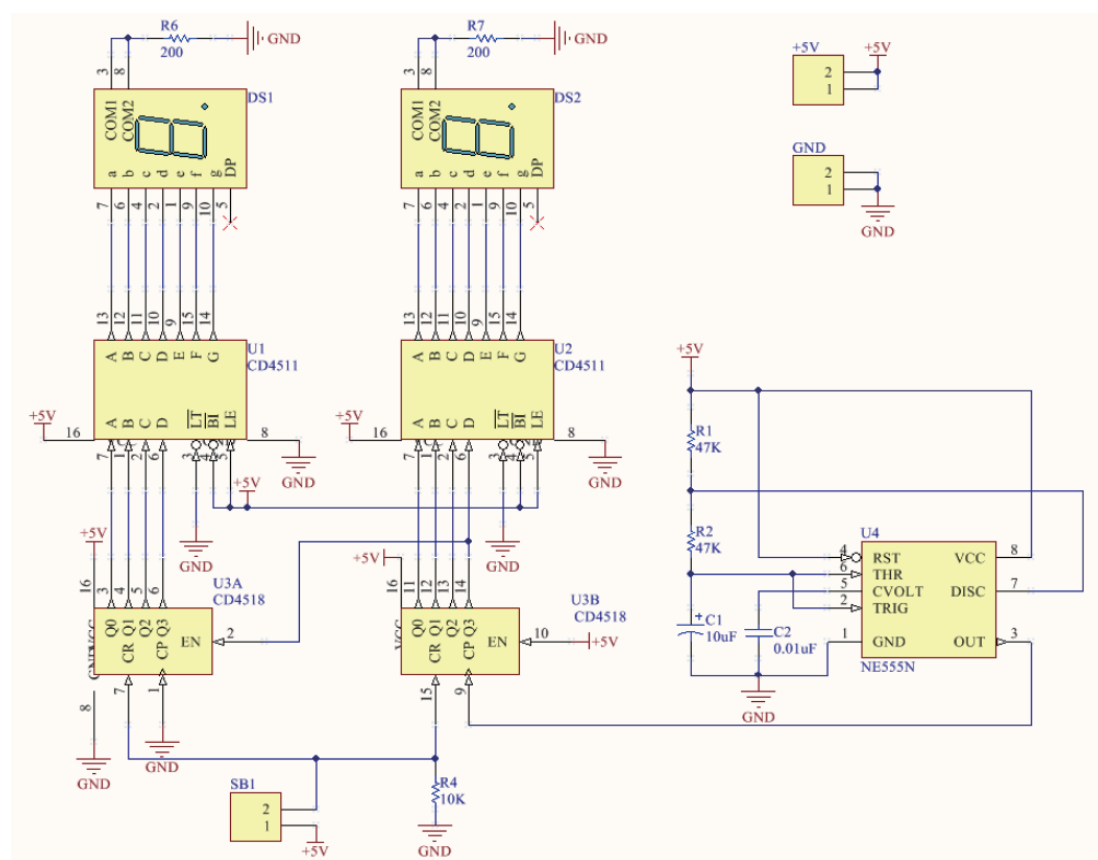 R6
200
GND
R7
200
GND
3
8
COM1
COM2
DS1
a
b
c
d
e
f
g
DP
7
6
4
2
1
9
10
5
3
8
COM1
COM2
DS2
a
b
c
d
e
f
g
DP
7
6
4
2
1
9
10
5
+5V
+5V
2
1
GND
2
1
GND
13
12
11
10
9
15
14
A
B
C
D
E
F
G
U1
CD4511
A
B
C
D
LT
BI
LE
+5V
16
8
GND
7
1
2
6
3
4
5
13
12
11
10
9
15
14
A
B
C
D
E
F
G
U2
CD4511
A
B
C
D
LT
BI
LE
+5V
16
8
GND
7
1
2
6
3
4
5
+5V
GND
GND
+5V
16
3
4
5
6
U3A
CD4518
VCC
Q0
Q1
Q2
Q3
CR
CP
EN
2
GND
8
7
1
GND
GND
+5V
16
11
12
13
14
U3B
CD4518
VCC
Q0
Q1
Q2
Q3
CR
CP
EN
10
+5V
15
9
SB1
2
1
+5V
R4
10K
GND
+5V
R1
47K
R2
47K
C1
10uF
C2
0.01uF
GND
U4
4
RST
VCC
8
6
THR
5
CVOLT
DISC
7
2
TRIG
1
GND
OUT
3
NE555N